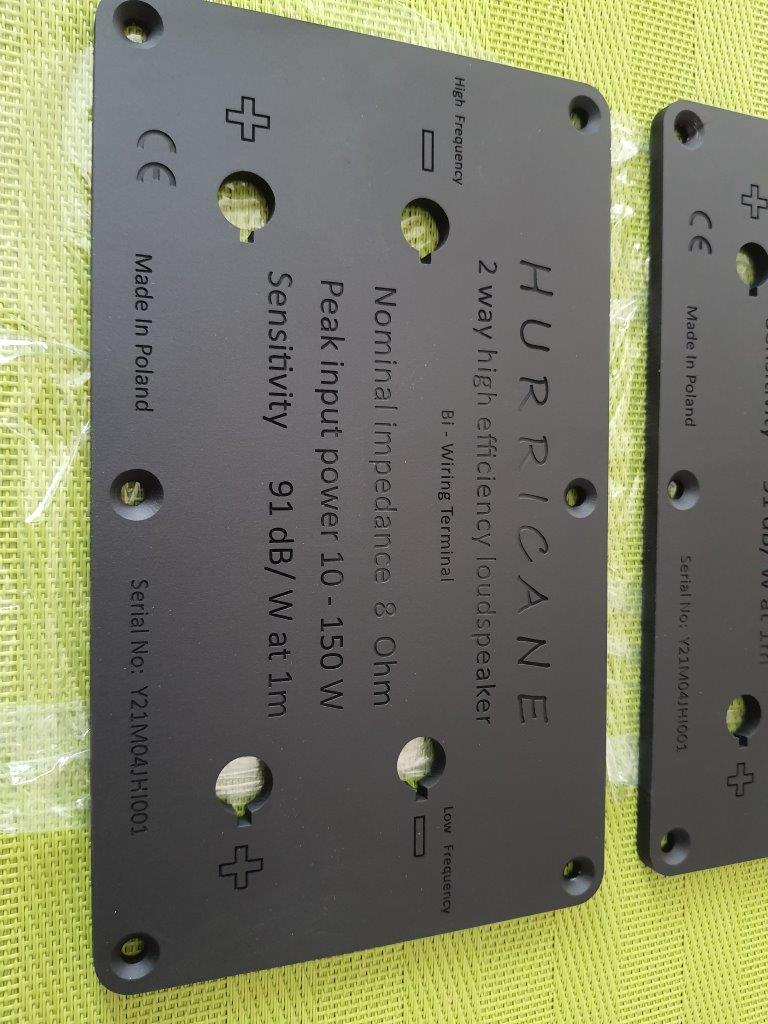 HURRICANE
2 way high efficiency loudspeaker
High Frequency
Bi - Wiring Terminal
Low Frequency
Nominal impedance 8 Ohm
Peak input power 10 - 150 W
Sensitivity 91 dB/ W at 1m
CE Made In Poland Serial No: Y21M04JHI001
CE Made In Poland Serial No: Y21M04JHI001